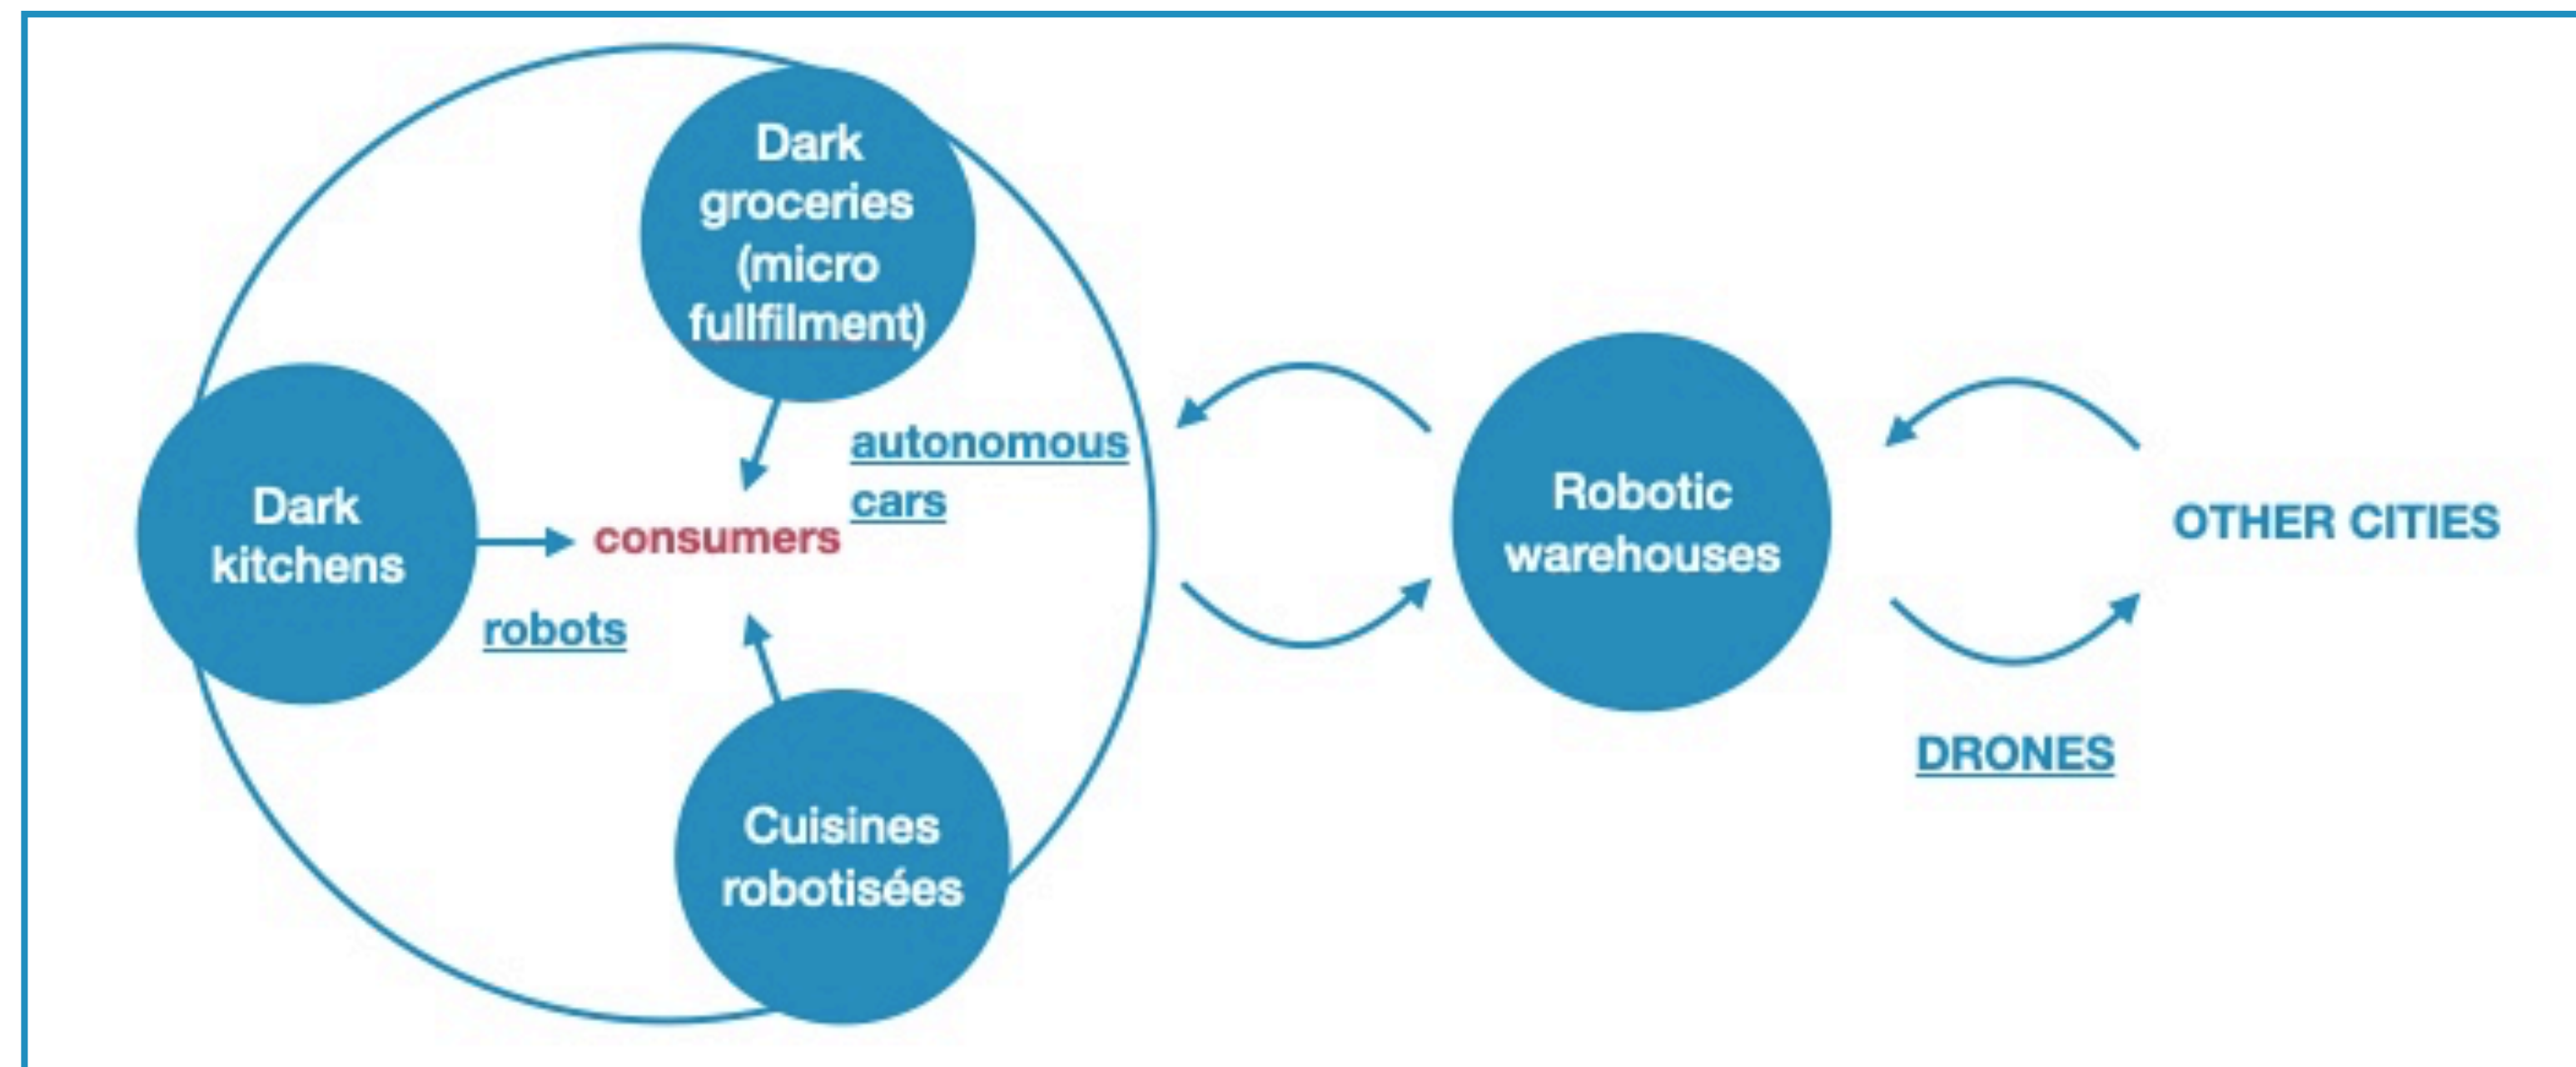 Dark
groceries
(micro
fullfilment)
autonomous
cars
Dark
kitchens
consumers
robots
Cuisines
robotisées
Robotic
warehouses
OTHER CITIES
DRONES